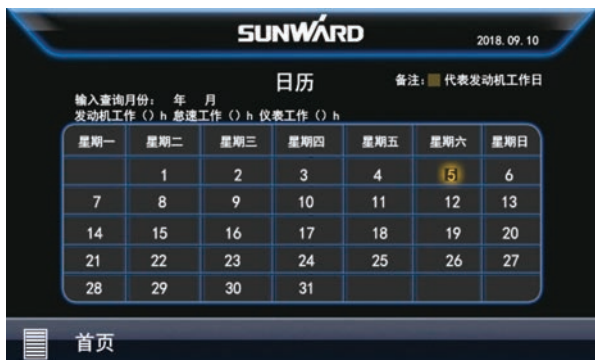 SUNWARD
2018.09.10
日历
备注： 代表发动机工作日
输入查询月份： 年 月
发动机工作（）h 怠速工作（）h 仪表工作（）h
星期一 星期二 星期三 星期四 星期五 星期六 星期日
1 2 3 4 5 6
7 8 9 10 11 12 13
14 15 16 17 18 19 20
21 22 23 24 25 26 27
28 29 30 31
首页